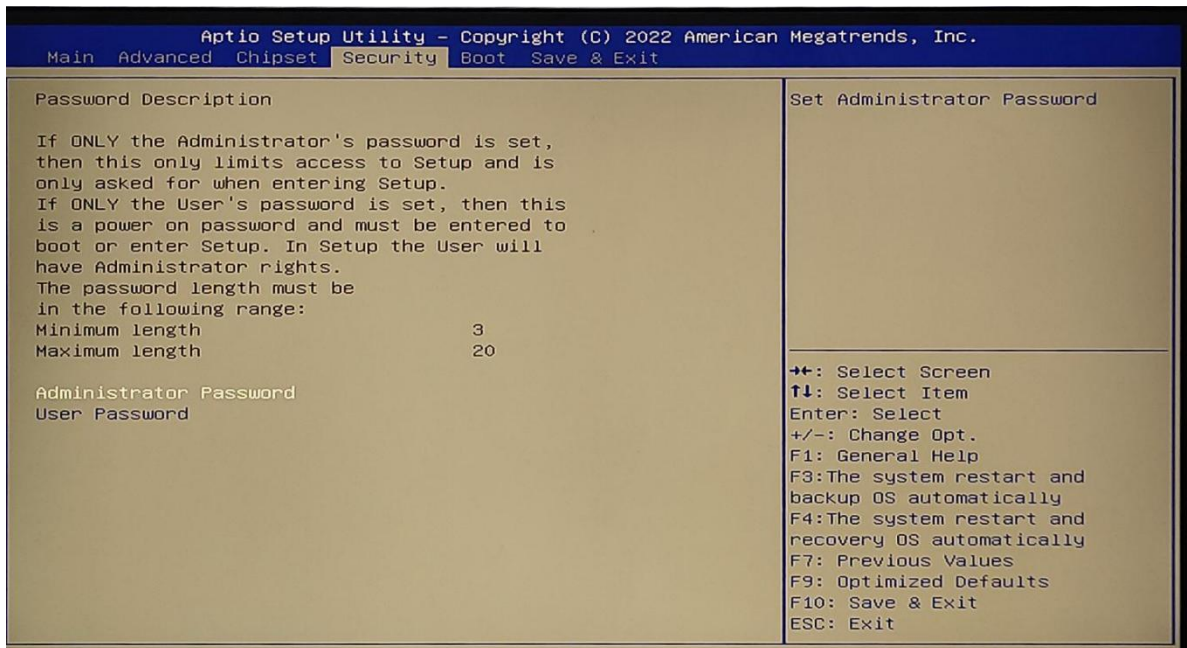 Aptio Setup Utility – Copyright (C) 2022 American Megatrends, Inc.
Main Advanced Chipset Security Boot Save & Exit
Password Description
If ONLY the Administrator's password is set,
then this only limits access to Setup and is
only asked for when entering Setup.
If ONLY the User's password is set, then this
is a power on password and must be entered to
boot or enter Setup. In Setup the User will
have Administrator rights.
The password length must be
in the following range:
Minimum length 3
Maximum length 20
Administrator Password
User Password
Set Administrator Password
→←: Select Screen
↑↓: Select Item
Enter: Select
+/-: Change Opt.
F1: General Help
F3:The system restart and
backup OS automatically
F4:The system restart and
recovery OS automatically
F7: Previous Values
F9: Optimized Defaults
F10: Save & Exit
ESC: Exit